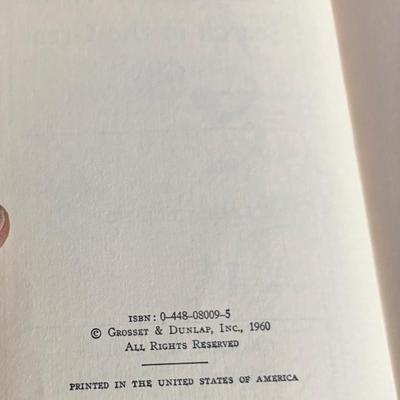 ISBN: 0-448-08009-5
© GROSSET & DUNLAP, INC., 1960
ALL RIGHTS RESERVED
PRINTED IN THE UNITED STATES OF AMERICA